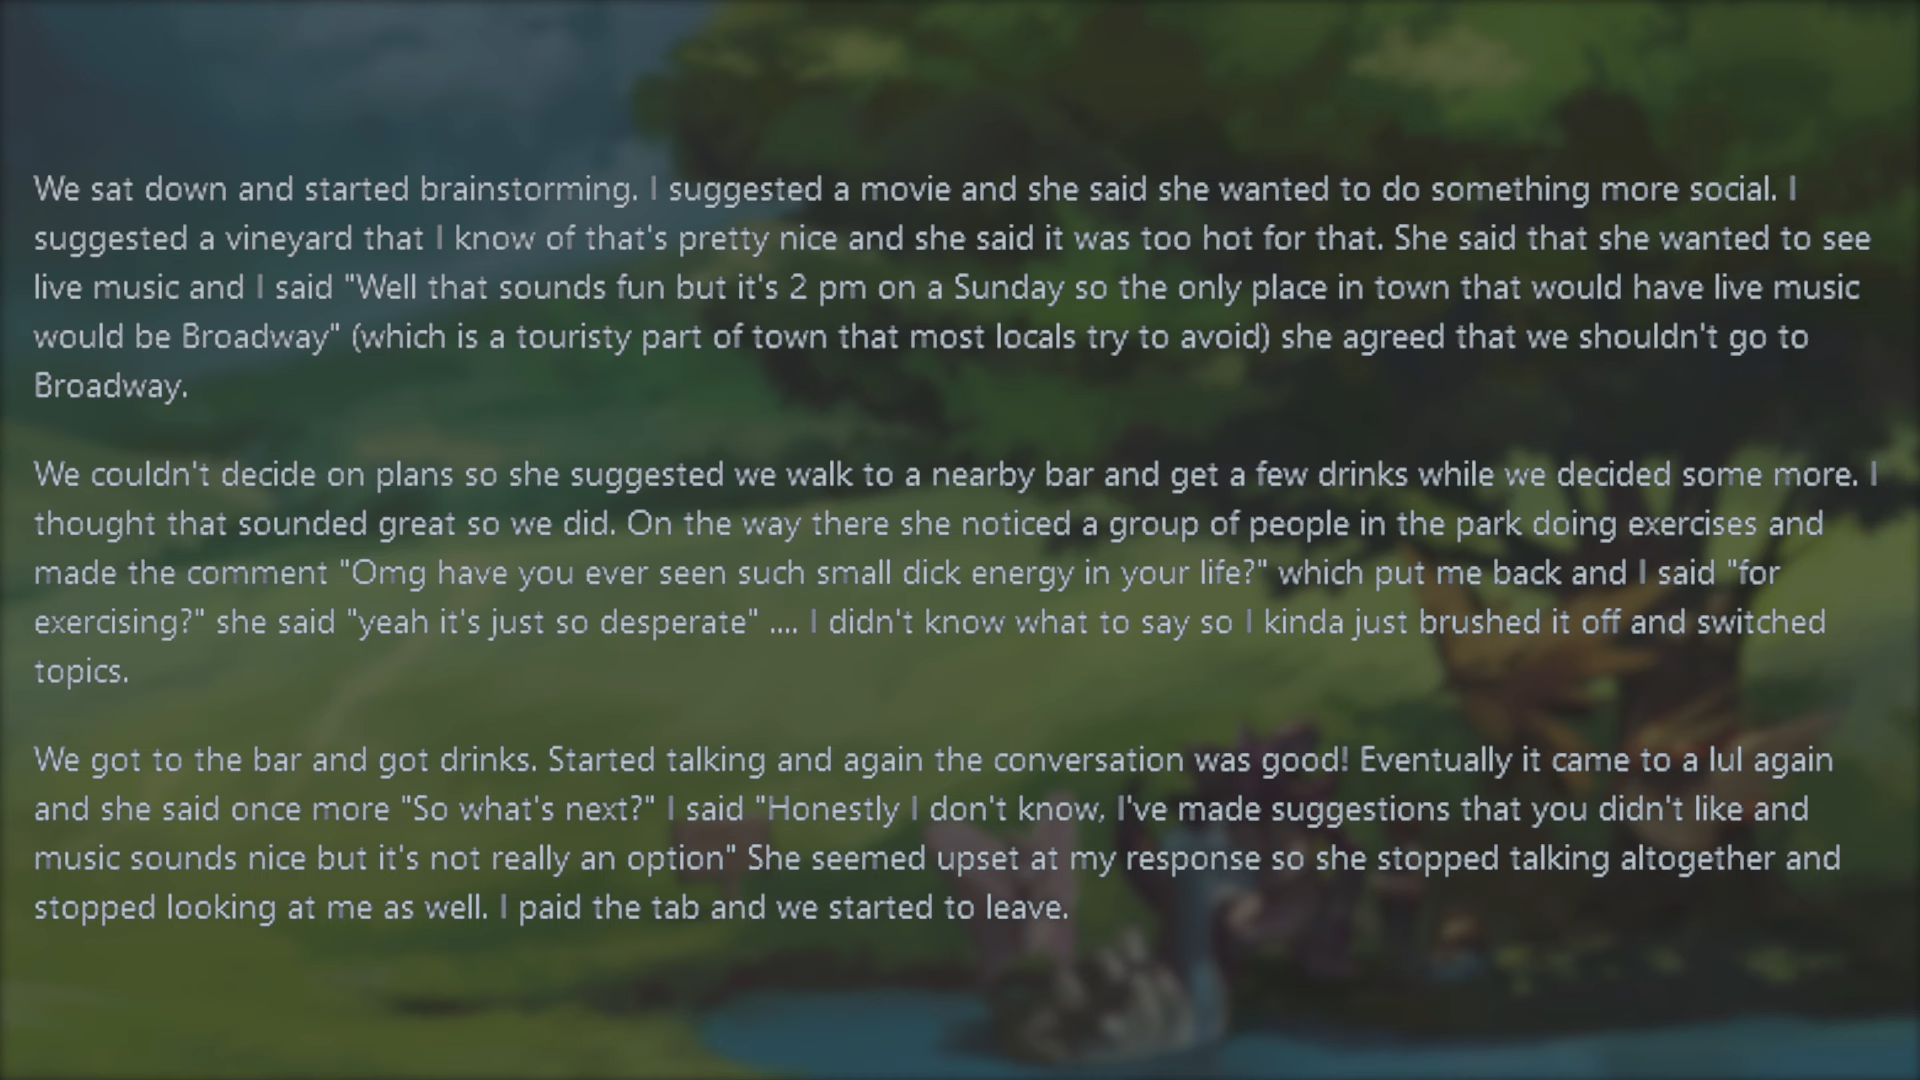 We sat down and started brainstorming. I suggested a movie and she said she wanted to do something more social. I
suggested a vineyard that I know of that's pretty nice and she said it was too hot for that. She said that she wanted to see
live music and I said "Well that sounds fun but it's 2 pm on a Sunday so the only place in town that would have live music
would be Broadway" (which is a touristy part of town that most locals try to avoid) she agreed that we shouldn't go to
Broadway.
We couldn't decide on plans so she suggested we walk to a nearby bar and get a few drinks while we decided some more. I
thought that sounded great so we did. On the way there she noticed a group of people in the park doing exercises and
made the comment "Omg have you ever seen such small dick energy in your life?" which put me back and I said "for
exercising?" she said "yeah it's just so desperate" .... I didn't know what to say so I kinda just brushed it off and switched
topics.
We got to the bar and got drinks. Started talking and again the conversation was good! Eventually it came to a lul again
and she said once more "So what's next?" I said "Honestly I don't know, I've made suggestions that you didn't like and
music sounds nice but it's not really an option" She seemed upset at my response so she stopped talking altogether and
stopped looking at me as well. I paid the tab and we started to leave.